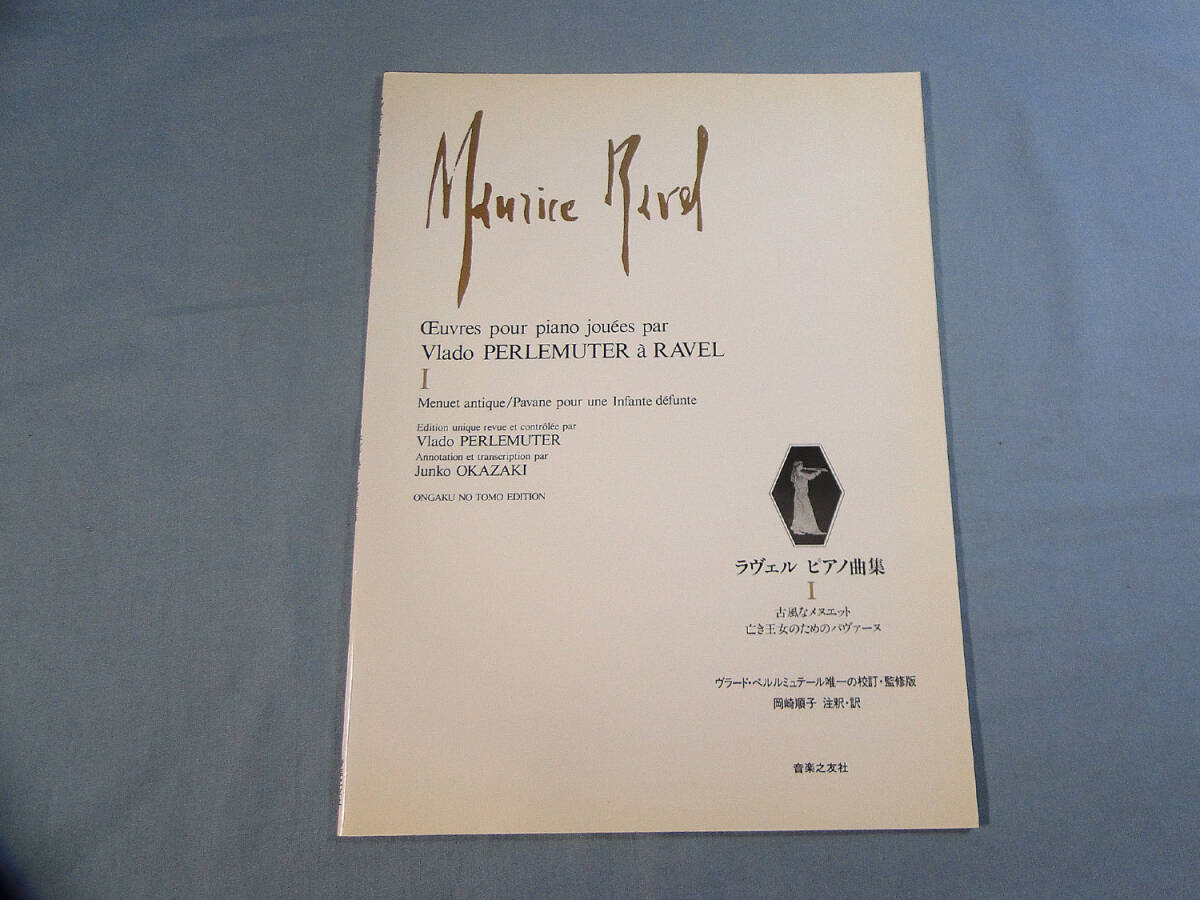 Maurice Ravel
Œuvres pour piano jouées par
Vlado PERLEMUTER à RAVEL
I
Menuet antique/Pavane pour une Infante défunte
Edition unique revue et contrôlée par
Vlado PERLEMUTER
Annotation et transcription par
Junko OKAZAKI
ONGAKU NO TOMO EDITION
ラヴェル ピアノ曲集
I
古風なメヌエット
亡き王女のためのパヴァーヌ
ヴラード・ペルルミュテール唯一の校訂・監修版
岡崎順子 注釈・訳
音楽之友社